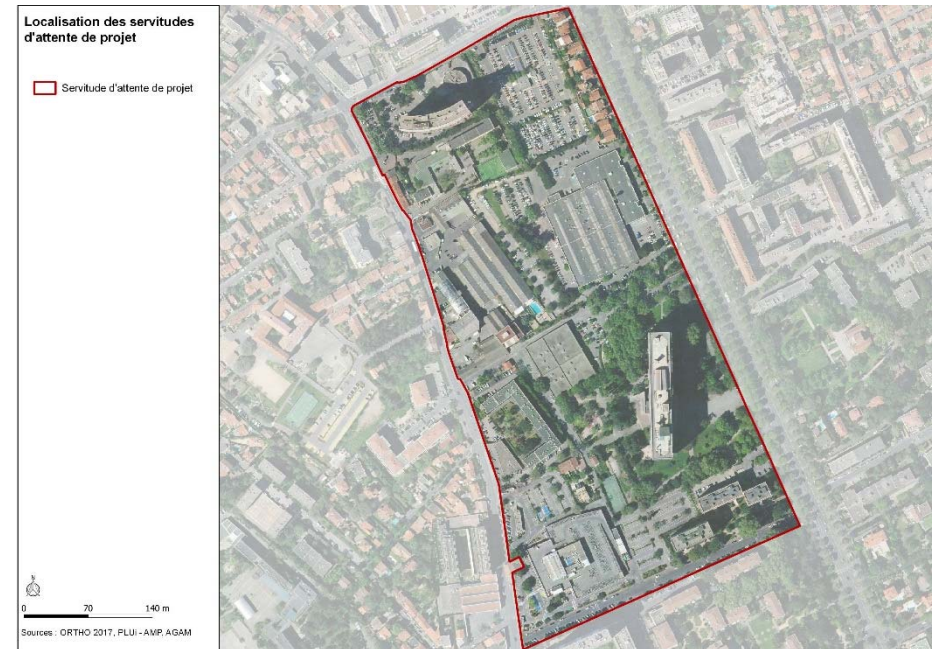 Localisation des servitudes
d'attente de projet
Servitude d'attente de projet
N
0 70 140 m
Sources : ORTHO 2017, PLUi - AMP, AGAM